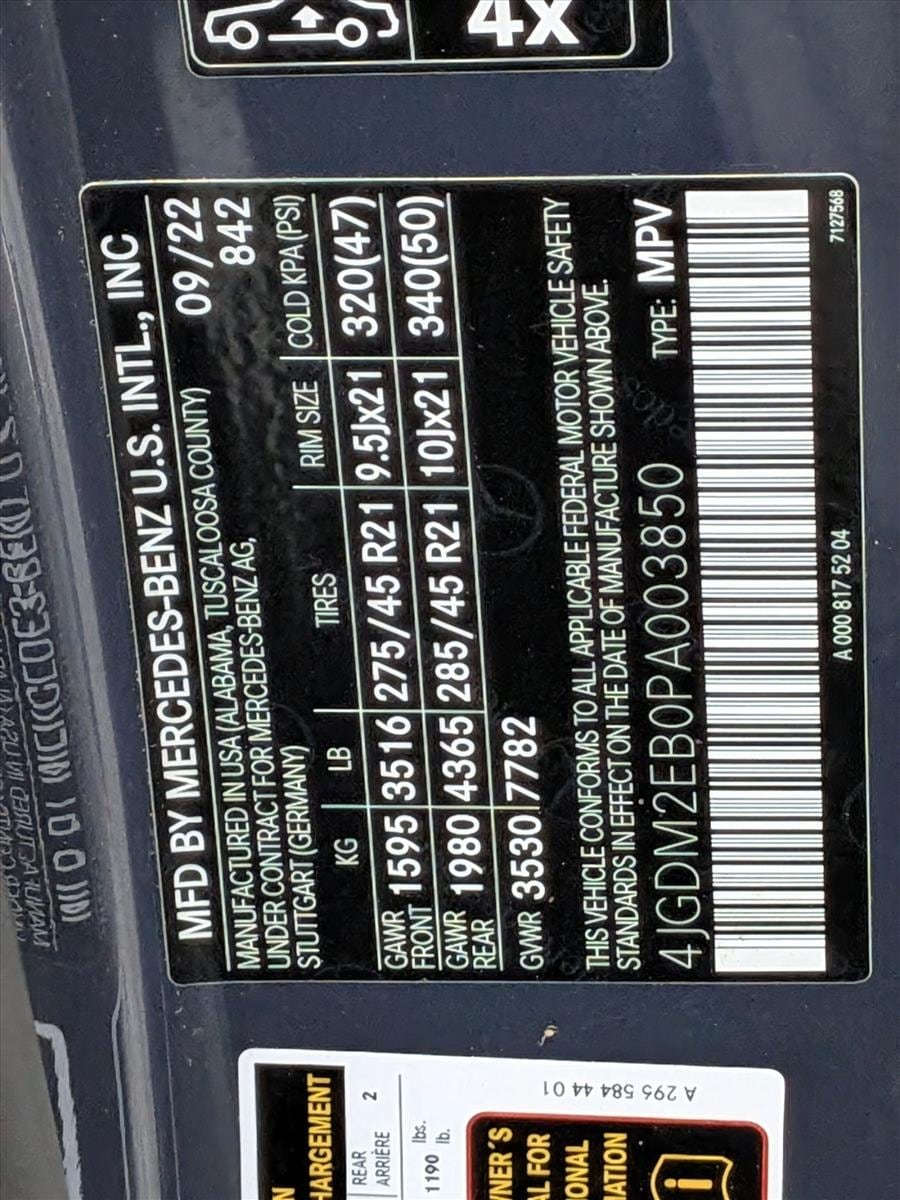 4x
MFD BY MERCEDES-BENZ U.S. INTL., INC
MANUFACTURED IN USA (ALABAMA, TUSCALOOSA COUNTY) 09/22
UNDER CONTRACT FOR MERCEDES-BENZ AG, 842
STUTTGART (GERMANY)
KG LB TIRES RIM SIZE COLD KPA (PSI)
GAWR FRONT 1595 3516 275/45 R21 9.5Jx21 320(47)
GAWR REAR 1980 4365 285/45 R21 10Jx21 340(50)
GVWR 3530 7782
THIS VEHICLE CONFORMS TO ALL APPLICABLE FEDERAL MOTOR VEHICLE SAFETY
STANDARDS IN EFFECT ON THE DATE OF MANUFACTURE SHOWN ABOVE.
4JGDM2EB0PA003850 TYPE: MPV
A 000 817 52 04 7127568
HARGEMENT
REAR
ARRIÈRE 2
1190 lbs.
lb.
A 295 584 44 01